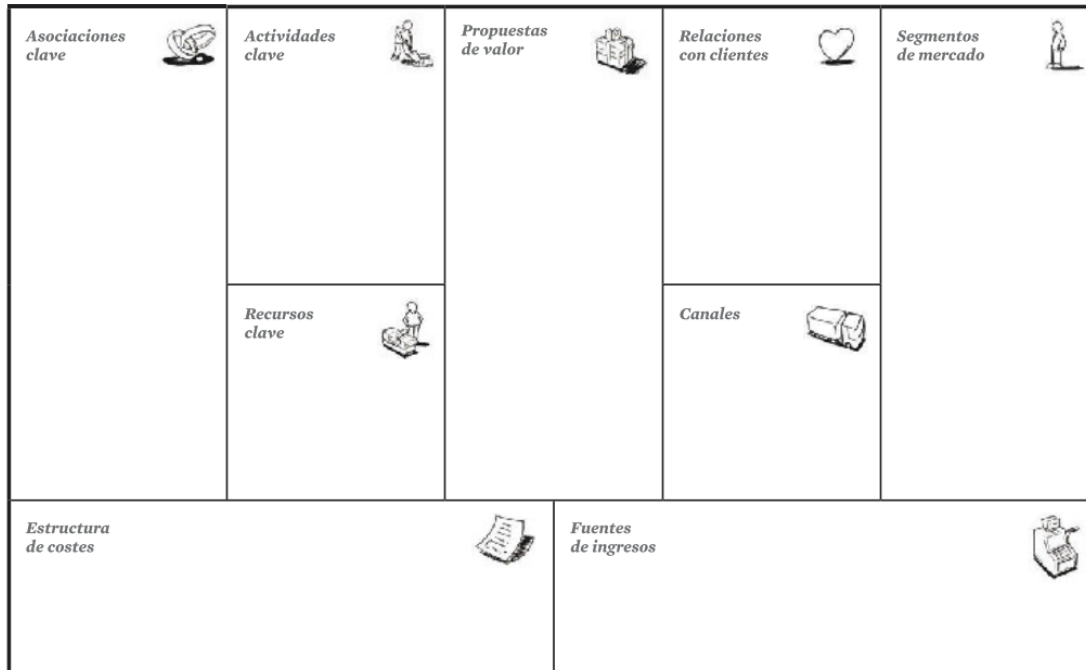 Asociaciones
clave
Actividades
clave
Propuestas
de valor
Relaciones
con clientes
Segmentos
de mercado
Recursos
clave
Canales
Estructura
de costes
Fuentes
de ingresos